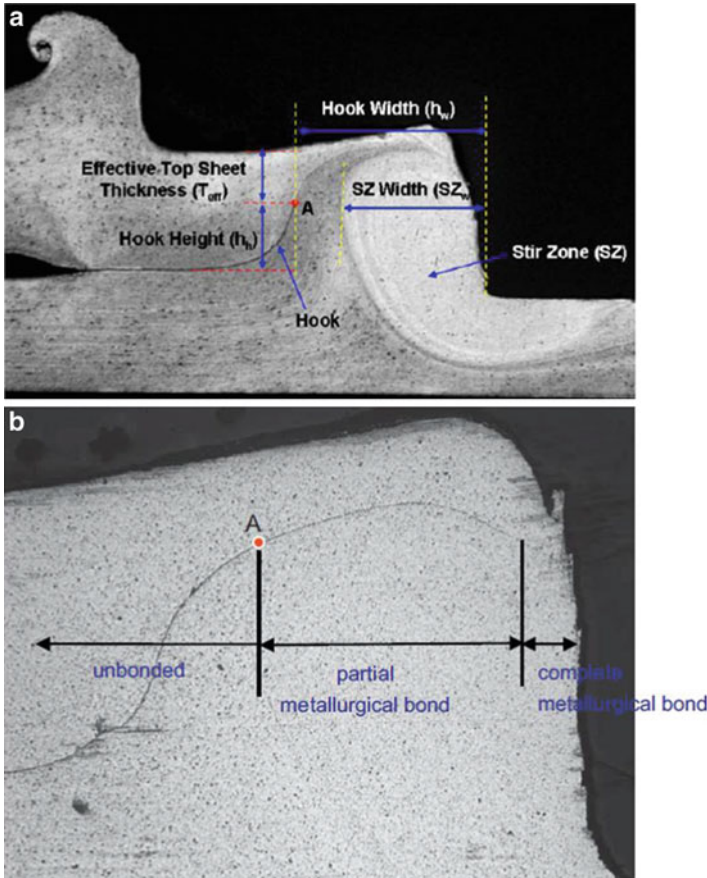 a
Hook Width (hw)
Effective Top Sheet
Thickness (Teff)
SZ Width (SZw)
A
Hook Height (hh)
Stir Zone (SZ)
Hook
b
A
unbonded
partial
metallurgical bond
complete
metallurgical bond